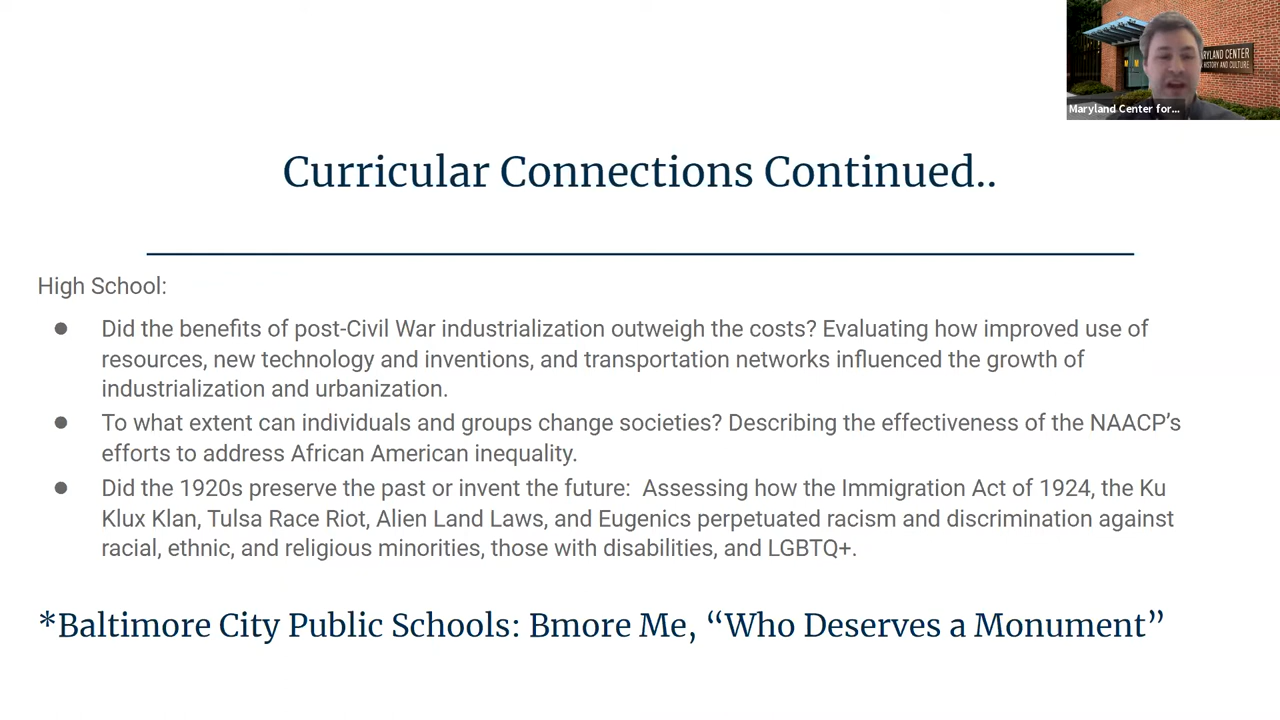 MARYLAND CENTER
HISTORY AND CULTURE
Maryland Center for...
Curricular Connections Continued..
High School:
● Did the benefits of post-Civil War industrialization outweigh the costs? Evaluating how improved use of
resources, new technology and inventions, and transportation networks influenced the growth of
industrialization and urbanization.
● To what extent can individuals and groups change societies? Describing the effectiveness of the NAACP’s
efforts to address African American inequality.
● Did the 1920s preserve the past or invent the future:  Assessing how the Immigration Act of 1924, the Ku
Klux Klan, Tulsa Race Riot, Alien Land Laws, and Eugenics perpetuated racism and discrimination against
racial, ethnic, and religious minorities, those with disabilities, and LGBTQ+.
*Baltimore City Public Schools: Bmore Me, “Who Deserves a Monument”